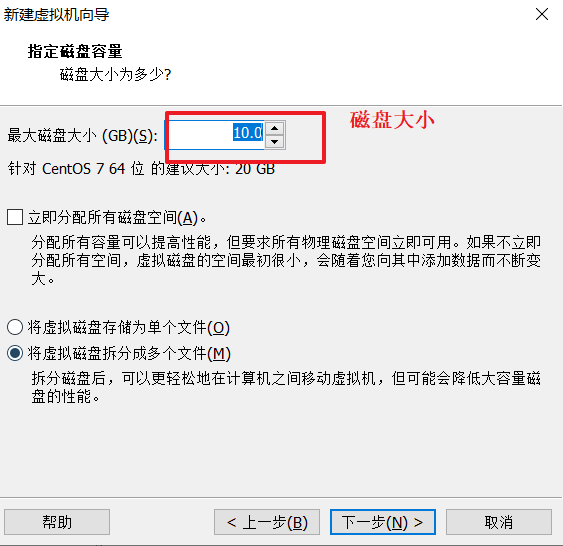 新建虚拟机向导
指定磁盘容量
磁盘大小为多少?
磁盘大小
最大磁盘大小 (GB)(S): 10.0
针对 CentOS 7 64 位 的建议大小: 20 GB
立即分配所有磁盘空间(A)。
分配所有容量可以提高性能，但要求所有物理磁盘空间立即可用。如果不立即
分配所有空间，虚拟磁盘的空间最初很小，会随着您向其中添加数据而不断变
大。
将虚拟磁盘存储为单个文件(O)
将虚拟磁盘拆分成多个文件(M)
拆分磁盘后，可以更轻松地在计算机之间移动虚拟机，但可能会降低大容量磁
盘的性能。
帮助 < 上一步(B) 下一步(N) > 取消